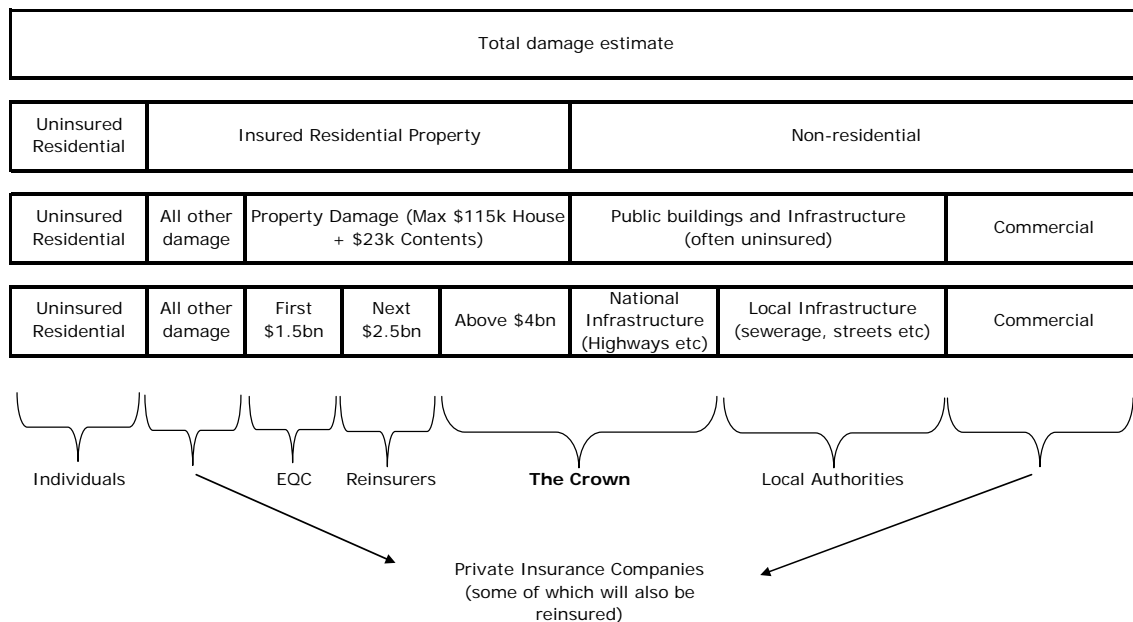 Total damage estimate
Uninsured
Residential
Insured Residential Property
Non-residential
Uninsured
Residential
All other
damage
Property Damage (Max $115k House
+ $23k Contents)
Public buildings and Infrastructure
(often uninsured)
Commercial
Uninsured
Residential
All other
damage
First
$1.5bn
Next
$2.5bn
Above $4bn
National
Infrastructure
(Highways etc)
Local Infrastructure
(sewerage, streets etc)
Commercial
Individuals
EQC
Reinsurers
The Crown
Local Authorities
Private Insurance Companies
(some of which will also be
reinsured)